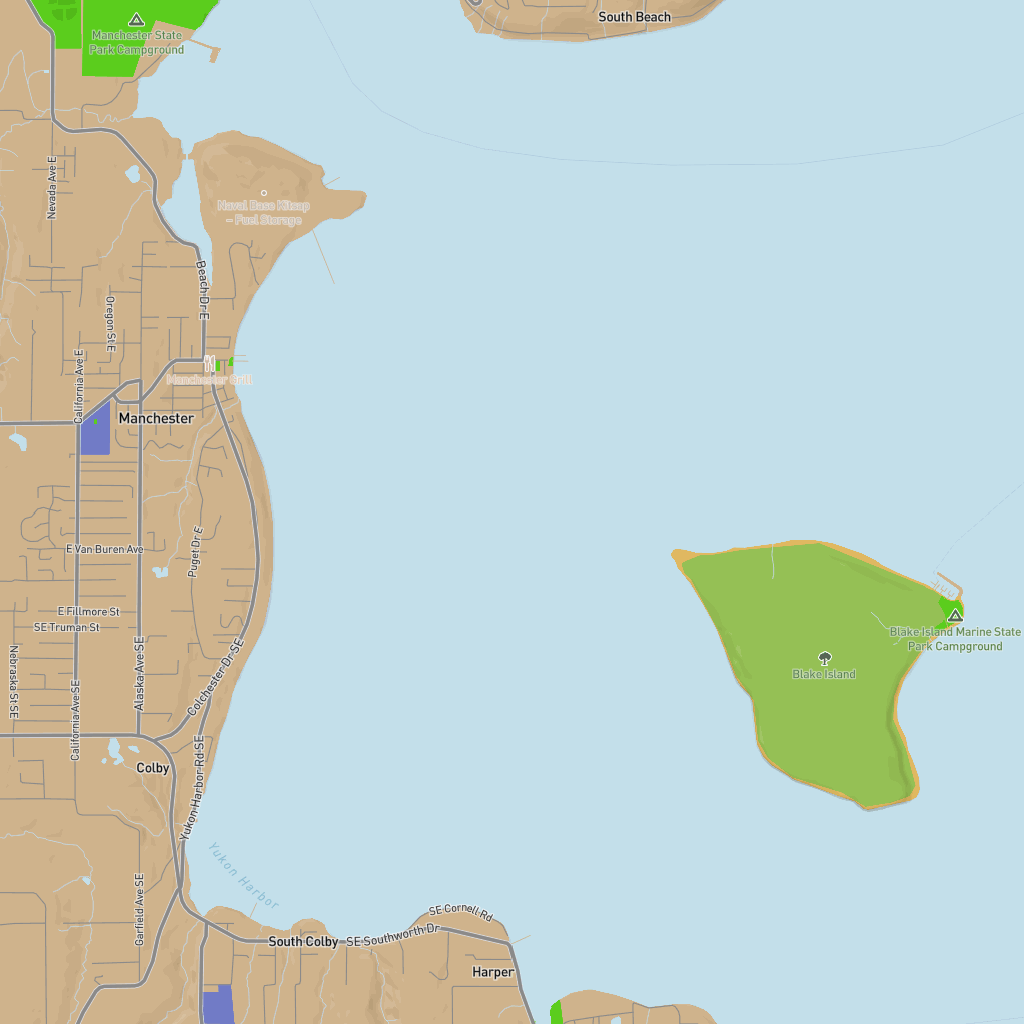 South Beach
Manchester State
Park Campground
Nevada Ave E
Naval Base Kitsap
– Fuel Storage
Beach Dr E
Oregon St E
California Ave E
Manchester Grill
Manchester
E Van Buren Ave
Puget Dr E
E Fillmore St
SE Truman St
Nebraska St SE
California Ave SE
Alaska Ave SE
Colchester Dr SE
Blake Island Marine State
Park Campground
Blake Island
Colby
Yukon Harbor Rd SE
Yukon Harbor
Garfield Ave SE
SE Cornell Rd
South Colby
SE Southworth Dr
Harper